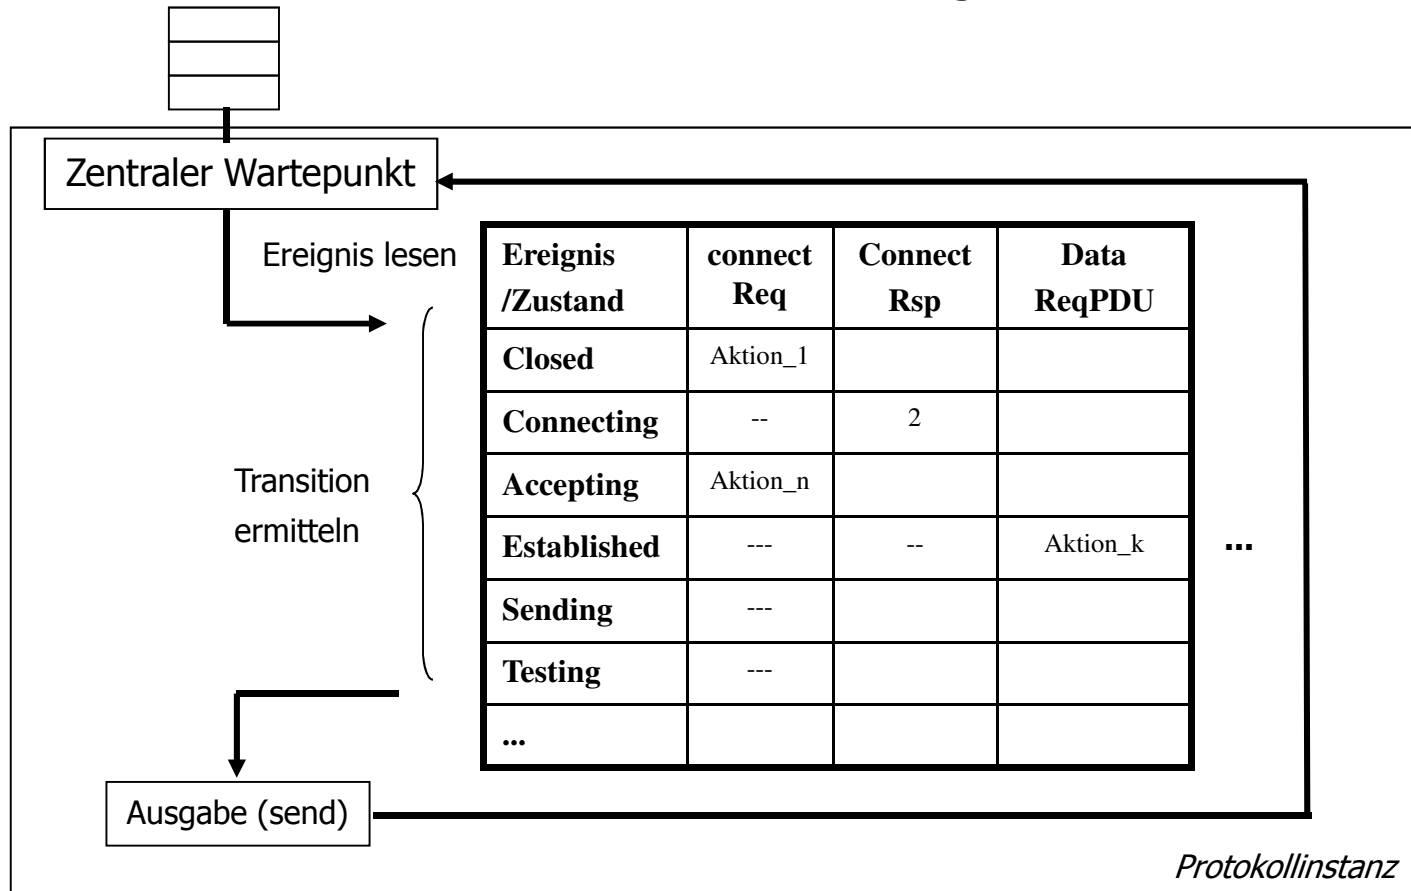 Zentraler Wartepunkt
Ereignis lesen
Ereignis connect Connect Data
/Zustand Req Rsp ReqPDU
Closed Aktion_1
Connecting -- 2
Transition
ermitteln
Accepting Aktion_n
Established --- -- Aktion_k ...
Sending ---
Testing ---
...
Ausgabe (send)
Protokollinstanz